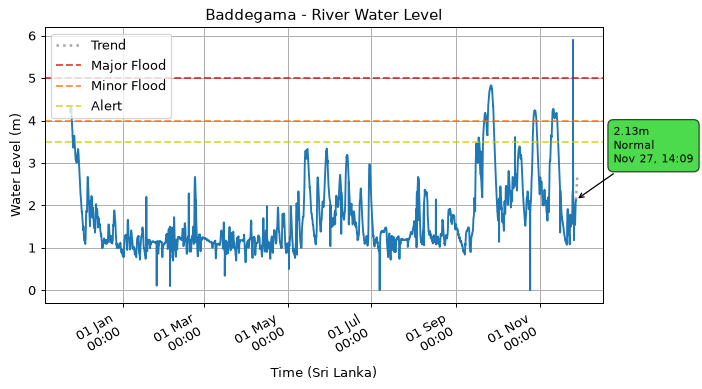 Baddegama - River Water Level
Water Level (m)
6
5
4
3
2
1
0
Trend
Major Flood
Minor Flood
Alert
2.13m
Normal
Nov 27, 14:09
01 Jan
00:00
01 Mar
00:00
01 May
00:00
01 Jul
00:00
01 Sep
00:00
01 Nov
00:00
Time (Sri Lanka)